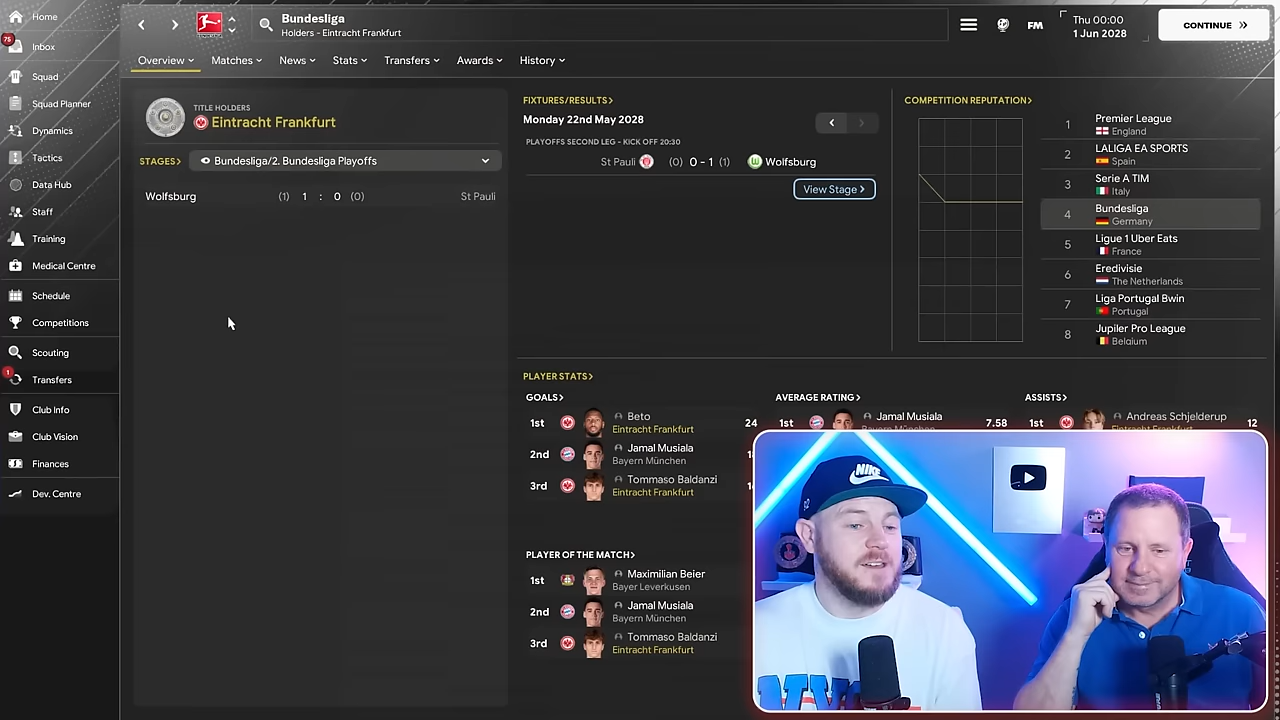 Home
75
Inbox
Squad
Squad Planner
Dynamics
Tactics
Data Hub
Staff
Training
Medical Centre
Schedule
Competitions
Scouting
1
Transfers
Club Info
Club Vision
Finances
Dev. Centre
Bundesliga
Holders - Eintracht Frankfurt
FM
Thu 00:00
1 Jun 2028
CONTINUE
Overview
Matches
News
Stats
Transfers
Awards
History
TITLE HOLDERS
Eintracht Frankfurt
STAGES>
Bundesliga/2. Bundesliga Playoffs
Wolfsburg (1) 1 : 0 (0) St Pauli
FIXTURES/RESULTS>
Monday 22nd May 2028
PLAYOFFS SECOND LEG - KICK OFF 20:30
St Pauli (0) 0 - 1 (1) Wolfsburg
View Stage >
COMPETITION REPUTATION>
1 Premier League
England
2 LALIGA EA SPORTS
Spain
3 Serie A TIM
Italy
4 Bundesliga
Germany
5 Ligue 1 Uber Eats
France
6 Eredivisie
The Netherlands
7 Liga Portugal Bwin
Portugal
8 Jupiler Pro League
Belgium
PLAYER STATS>
GOALS>
1st Beto 24
Eintracht Frankfurt
2nd Jamal Musiala
Bayern München
3rd Tommaso Baldanzi
Eintracht Frankfurt
AVERAGE RATING>
1st Jamal Musiala 7.58
Bayern München
ASSISTS>
1st Andreas Schjelderup 12
Eintracht Frankfurt
PLAYER OF THE MATCH>
1st Maximilian Beier
Bayer Leverkusen
2nd Jamal Musiala
Bayern München
3rd Tommaso Baldanzi
Eintracht Frankfurt
NIKE